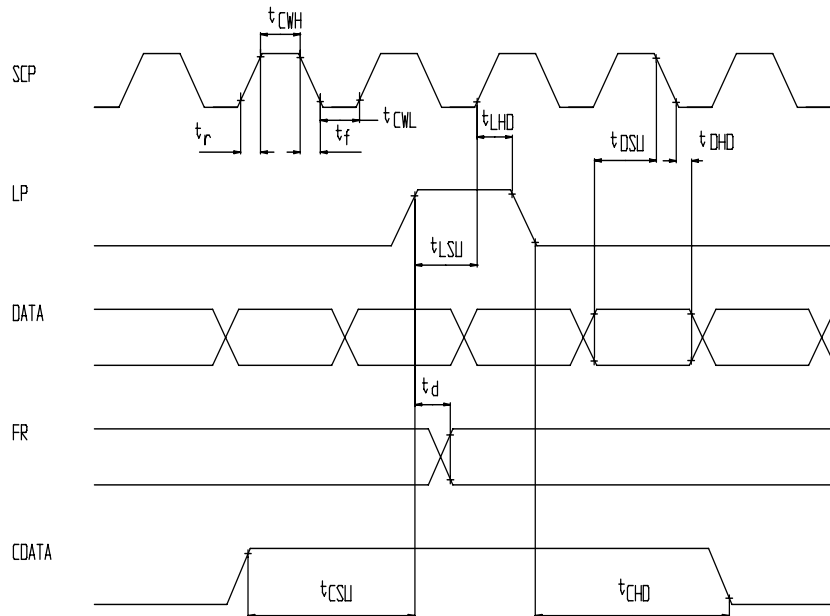 tCWH
SCP
tr
tf
tCWL
tLHD
tDSU
tDHD
LP
tLSU
DATA
td
FR
CDATA
tCSU
tCHD